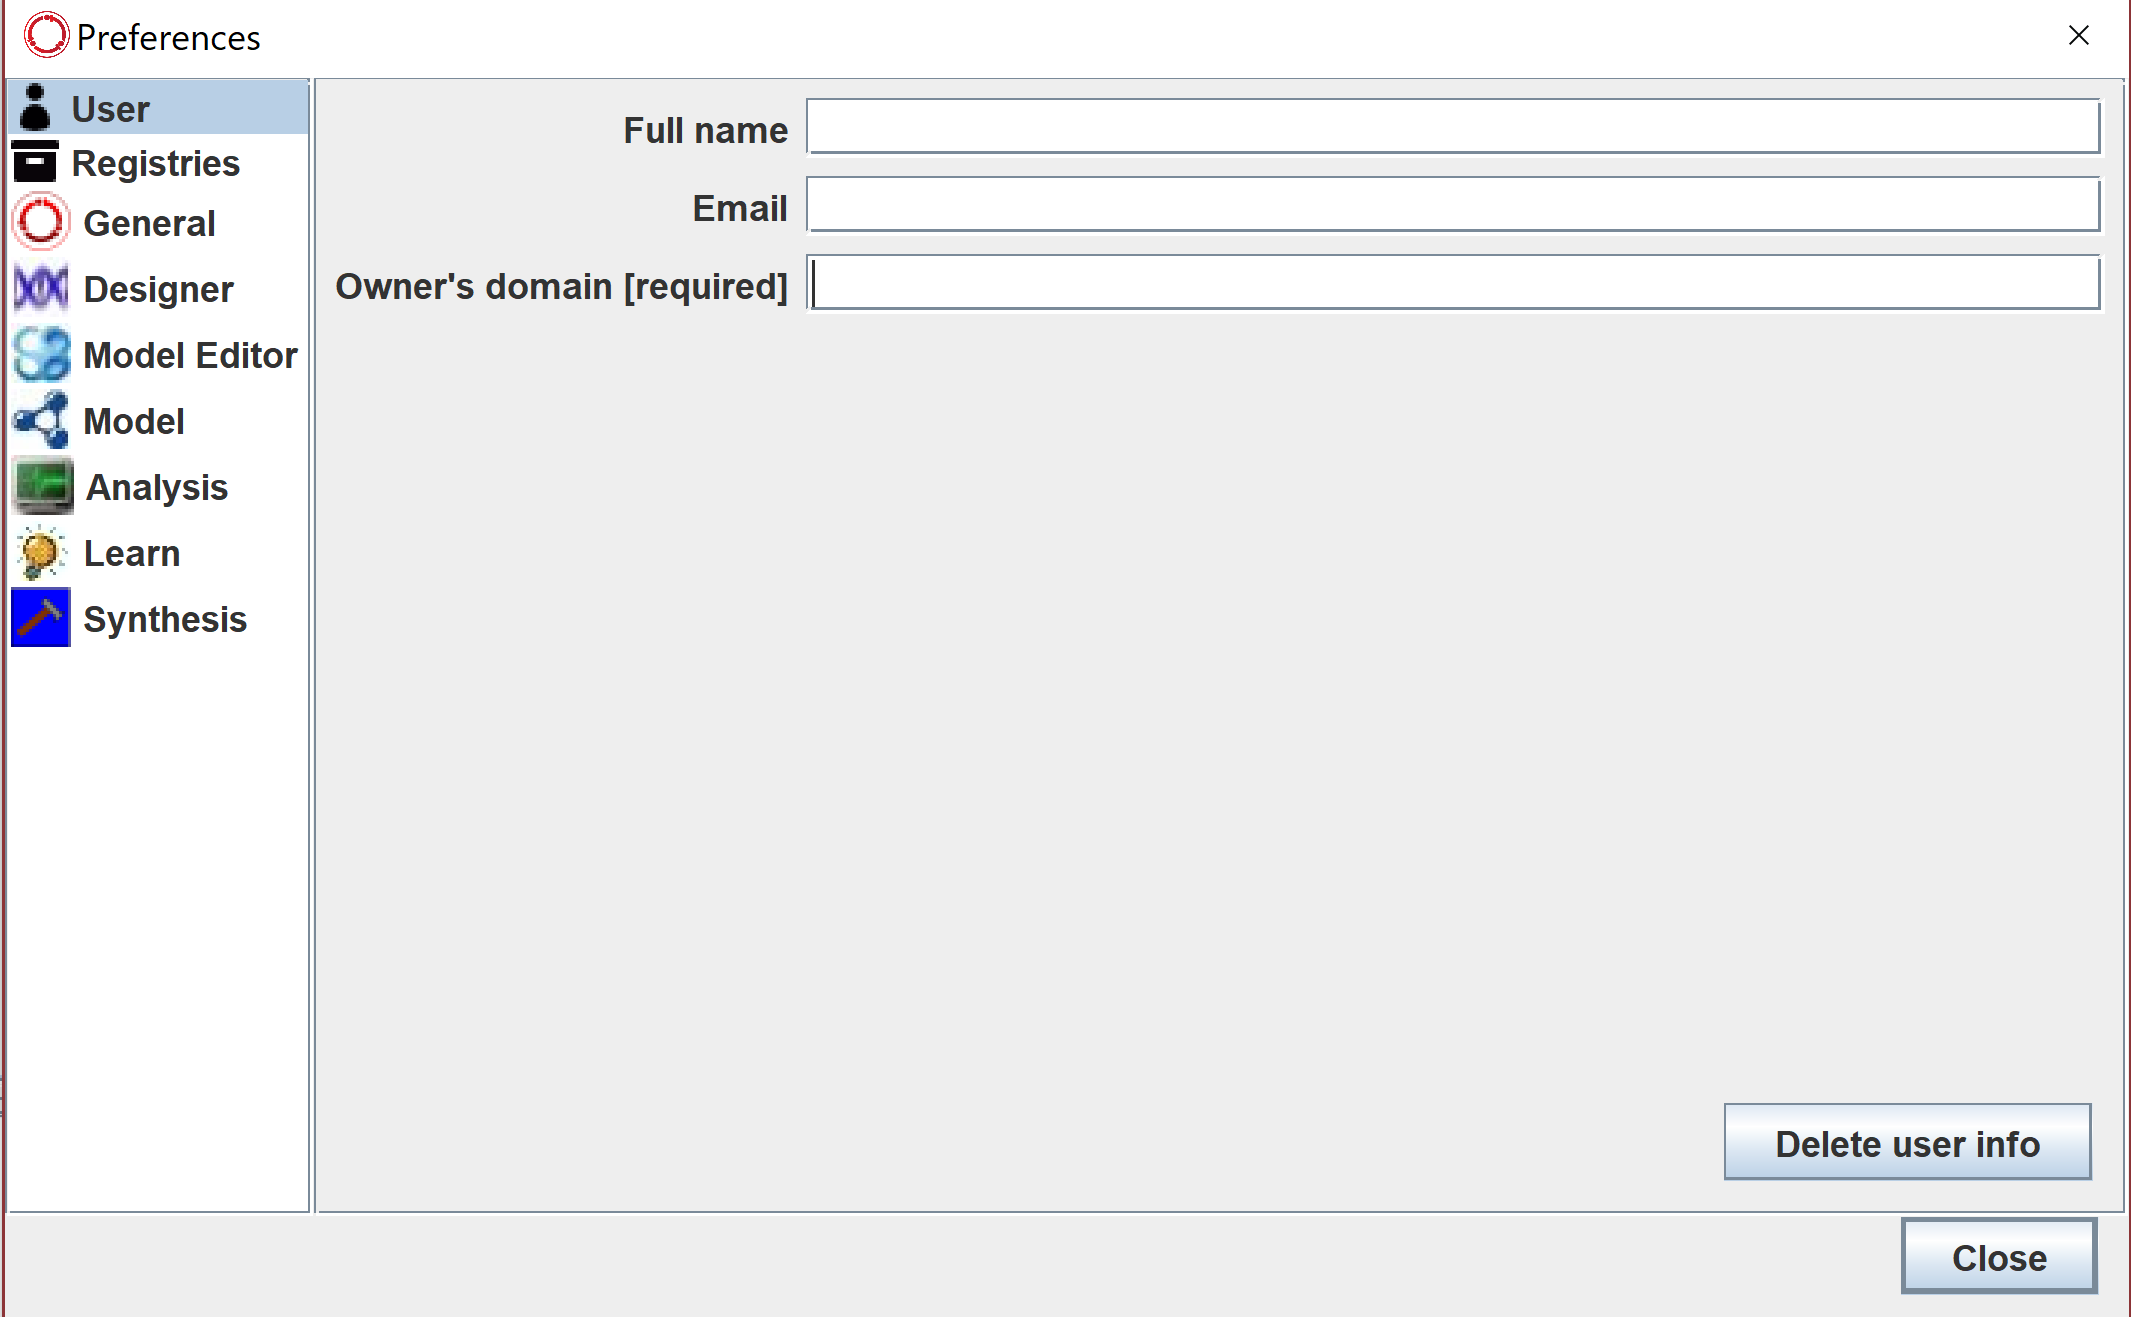 Preferences
User
Registries
General
Designer
Model Editor
Model
Analysis
Learn
Synthesis
Full name
Email
Owner's domain [required]
Delete user info
Close